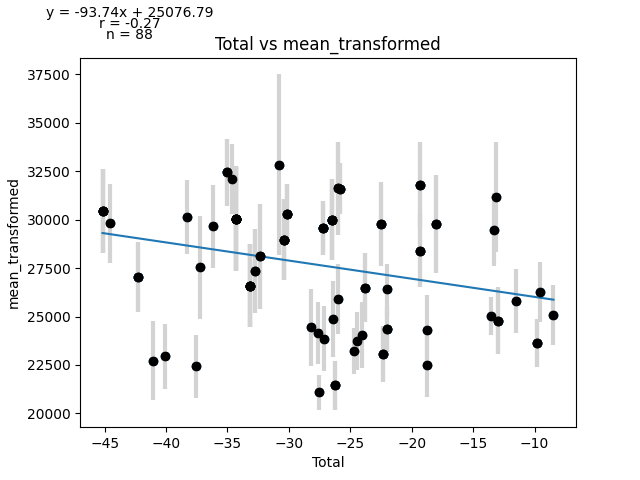 y = -93.74x + 25076.79
r = -0.27
n = 88
Total vs mean_transformed
37500
35000
32500
30000
27500
25000
22500
20000
mean_transformed
−45
−40
−35
−30
−25
−20
−15
−10
Total